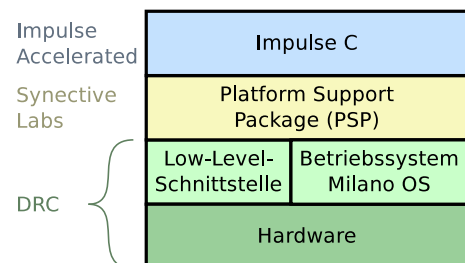 Impulse
Accelerated
Impulse C
Synective
Labs
Platform Support
Package (PSP)
DRC
Low-Level-
Schnittstelle
Betriebssystem
Milano OS
Hardware